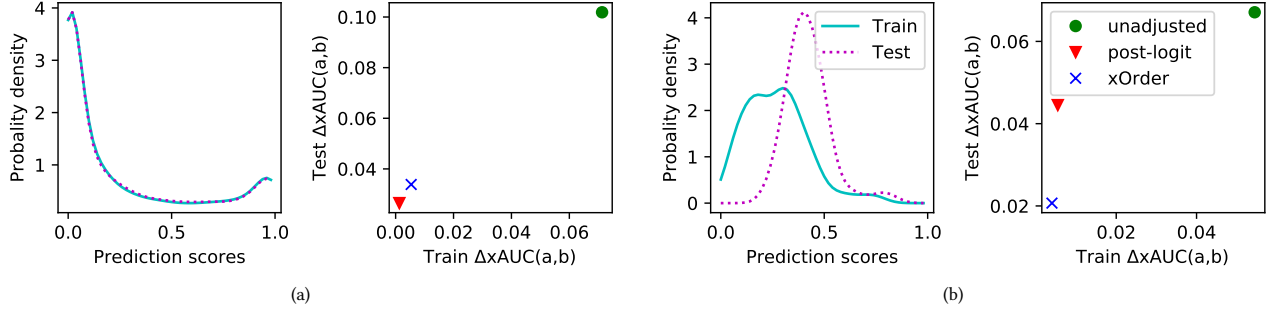 4
3
2
1
0.0
0.5
1.0
Probality density
Prediction scores
0.10
0.08
0.06
0.04
0.00
0.02
0.04
0.06
Test ΔxAUC(a,b)
Train ΔxAUC(a,b)
(a)
4
3
2
1
0
0.0
0.5
1.0
Probality density
Prediction scores
Train
Test
0.06
0.04
0.02
0.02
0.04
Test ΔxAUC(a,b)
Train ΔxAUC(a,b)
unadjusted
post-logit
xOrder
(b)